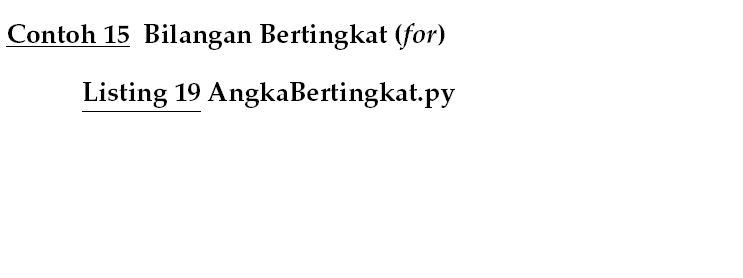 Contoh 15 Bilangan Bertingkat (for)
Listing 19 AngkaBertingkat.py